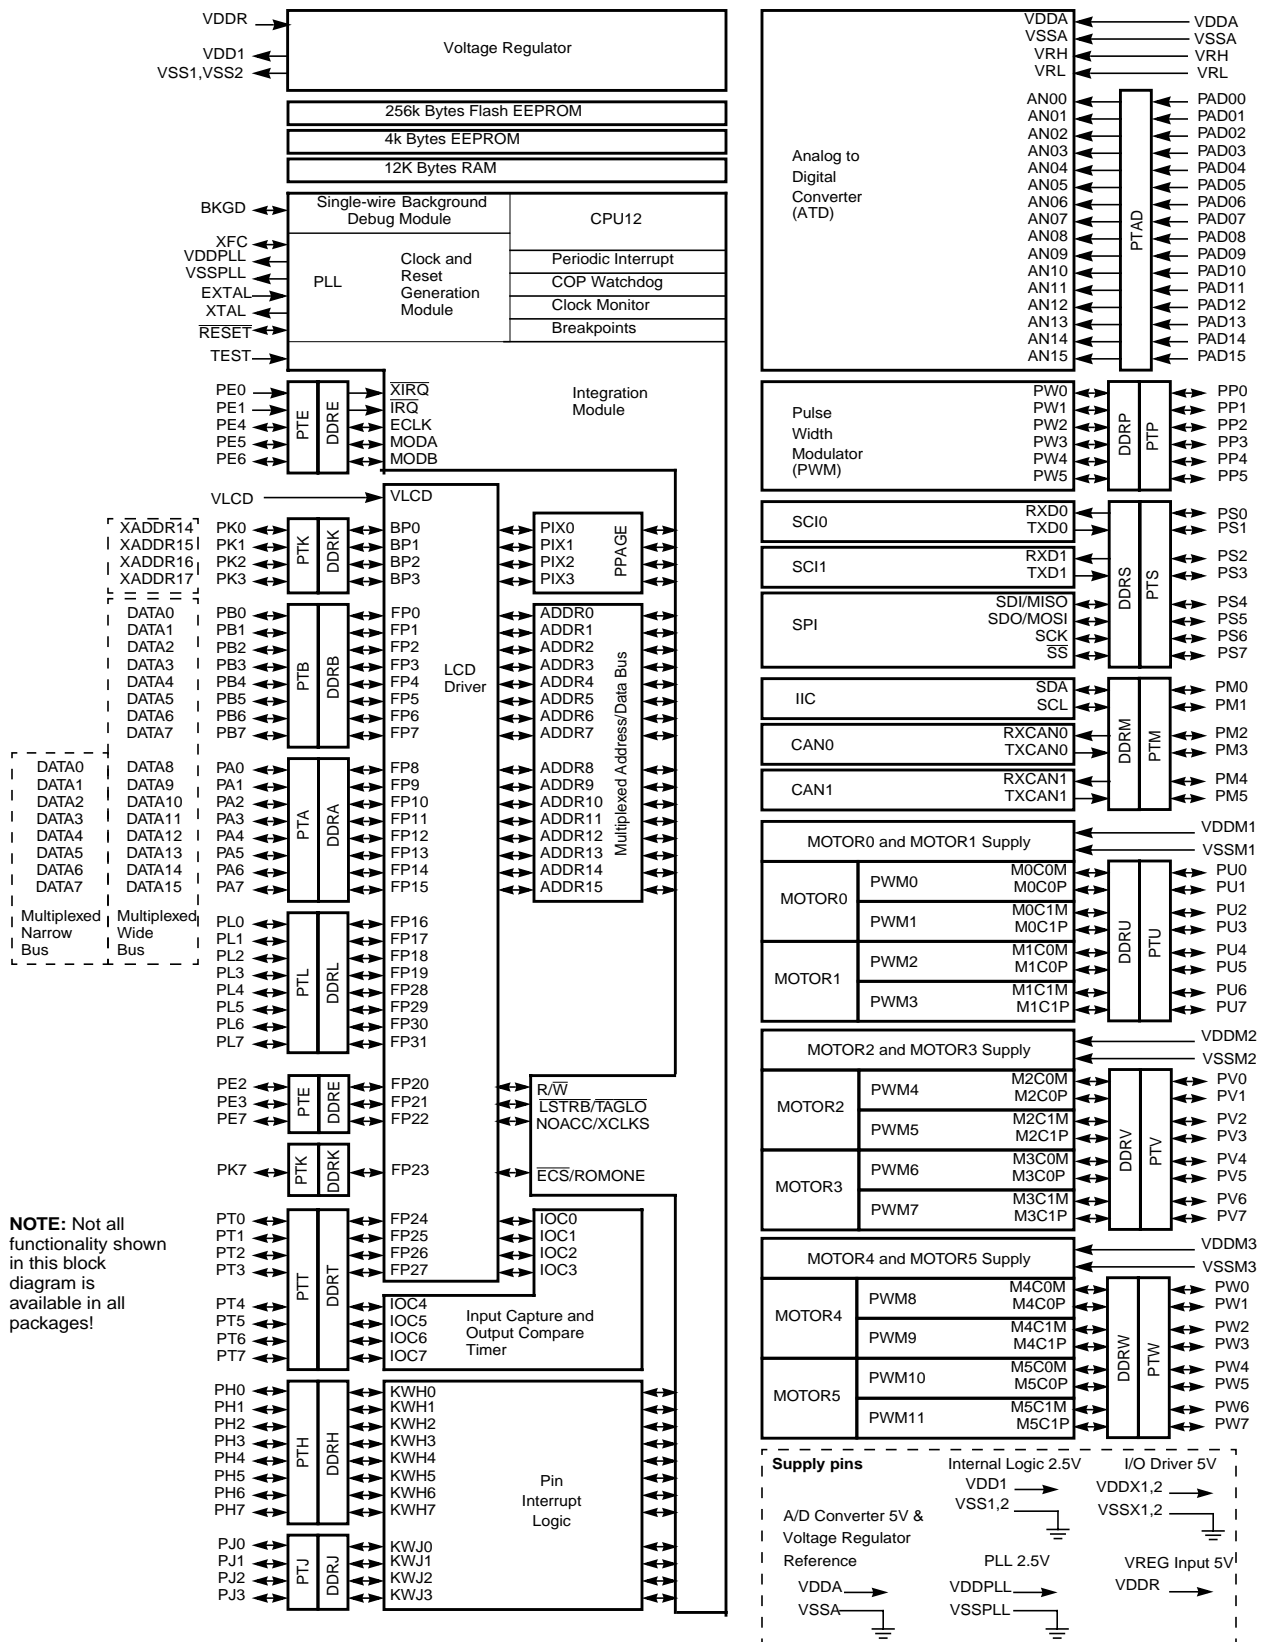 VDDR
VDD1
VSS1,VSS2
Voltage Regulator
256k Bytes Flash EEPROM
4k Bytes EEPROM
12K Bytes RAM
BKGD
Single-wire Background
Debug Module
CPU12
XFC
VDDPLL
VSSPLL
EXTAL
XTAL
RESET
TEST
PLL
Clock and
Reset
Generation
Module
Periodic Interrupt
COP Watchdog
Clock Monitor
Breakpoints
Integration
Module
PE0 XIRQ
PE1 IRQ
PE4 ECLK
PE5 MODA
PE6 MODB
PTE
DDRE
VLCD VLCD
XADDR14 PK0 BP0 PIX0
XADDR15 PK1 BP1 PIX1
XADDR16 PK2 BP2 PIX2
XADDR17 PK3 BP3 PIX3
PTK
DDRK
PPAGE
DATA0 PB0 FP0 ADDR0
DATA1 PB1 FP1 ADDR1
DATA2 PB2 FP2 ADDR2
DATA3 PB3 FP3 ADDR3
DATA4 PB4 FP4 ADDR4
DATA5 PB5 FP5 ADDR5
DATA6 PB6 FP6 ADDR6
DATA7 PB7 FP7 ADDR7
PTB
DDRB
LCD
Driver
Multiplexed Address/Data Bus
DATA0 DATA8 PA0 FP8 ADDR8
DATA1 DATA9 PA1 FP9 ADDR9
DATA2 DATA10 PA2 FP10 ADDR10
DATA3 DATA11 PA3 FP11 ADDR11
DATA4 DATA12 PA4 FP12 ADDR12
DATA5 DATA13 PA5 FP13 ADDR13
DATA6 DATA14 PA6 FP14 ADDR14
DATA7 DATA15 PA7 FP15 ADDR15
PTA
DDRA
Multiplexed
Narrow
Bus
Multiplexed
Wide
Bus
PL0 FP16
PL1 FP17
PL2 FP18
PL3 FP19
PL4 FP28
PL5 FP29
PL6 FP30
PL7 FP31
PTL
DDRL
PE2 FP20 R/W
PE3 FP21 LSTRB/TAGLO
PE7 FP22 NOACC/XCLKS
PTE
DDRE
PK7 FP23 ECS/ROMONE
PTK
DDRK
NOTE: Not all
functionality shown
in this block
diagram is
available in all
packages!
PT0 FP24 IOC0
PT1 FP25 IOC1
PT2 FP26 IOC2
PT3 FP27 IOC3
PT4 IOC4
PT5 IOC5
PT6 IOC6
PT7 IOC7
PTT
DDRT
Input Capture and
Output Compare
Timer
PH0 KWH0
PH1 KWH1
PH2 KWH2
PH3 KWH3
PH4 KWH4
PH5 KWH5
PH6 KWH6
PH7 KWH7
PTH
DDRH
Pin
Interrupt
Logic
PJ0 KWJ0
PJ1 KWJ1
PJ2 KWJ2
PJ3 KWJ3
PTJ
DDRJ
VDDA VDDA
VSSA VSSA
VRH VRH
VRL VRL
AN00 PAD00
AN01 PAD01
AN02 PAD02
AN03 PAD03
AN04 PAD04
AN05 PAD05
AN06 PAD06
AN07 PAD07
AN08 PAD08
AN09 PAD09
AN10 PAD10
AN11 PAD11
AN12 PAD12
AN13 PAD13
AN14 PAD14
AN15 PAD15
Analog to
Digital
Converter
(ATD)
PTAD
Pulse
Width
Modulator
(PWM)
PW0 PP0
PW1 PP1
PW2 PP2
PW3 PP3
PW4 PP4
PW5 PP5
DDRP
PTP
SCI0
RXD0 PS0
TXD0 PS1
SCI1
RXD1 PS2
TXD1 PS3
SPI
SDI/MISO PS4
SDO/MOSI PS5
SCK PS6
SS PS7
DDRS
PTS
IIC
SDA PM0
SCL PM1
CAN0
RXCAN0 PM2
TXCAN0 PM3
CAN1
RXCAN1 PM4
TXCAN1 PM5
DDRM
PTM
MOTOR0 and MOTOR1 Supply
VDDM1
VSSM1
MOTOR0
PWM0
M0C0M PU0
M0C0P PU1
PWM1
M0C1M PU2
M0C1P PU3
MOTOR1
PWM2
M1C0M PU4
M1C0P PU5
PWM3
M1C1M PU6
M1C1P PU7
DDRU
PTU
MOTOR2 and MOTOR3 Supply
VDDM2
VSSM2
MOTOR2
PWM4
M2C0M PV0
M2C0P PV1
PWM5
M2C1M PV2
M2C1P PV3
MOTOR3
PWM6
M3C0M PV4
M3C0P PV5
PWM7
M3C1M PV6
M3C1P PV7
DDRV
PTV
MOTOR4 and MOTOR5 Supply
VDDM3
VSSM3
MOTOR4
PWM8
M4C0M PW0
M4C0P PW1
PWM9
M4C1M PW2
M4C1P PW3
MOTOR5
PWM10
M5C0M PW4
M5C0P PW5
PWM11
M5C1M PW6
M5C1P PW7
DDRW
PTW
Supply pins
Internal Logic 2.5V
VDD1
VSS1,2
I/O Driver 5V
VDDX1,2
VSSX1,2
A/D Converter 5V &
Voltage Regulator
Reference
VDDA
VSSA
PLL 2.5V
VDDPLL
VSSPLL
VREG Input 5V
VDDR